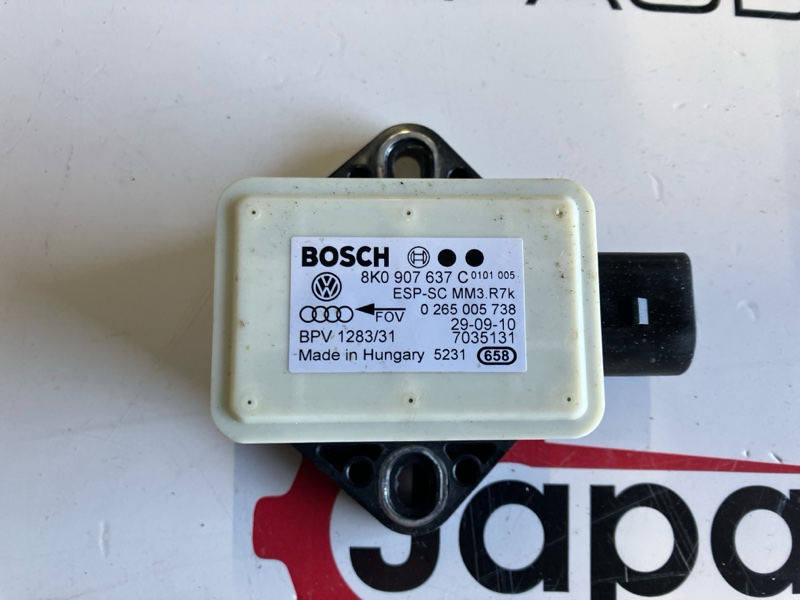 BOSCH
8K0 907 637 C 0101 005
ESP-SC MM3.R7k
FOV 0 265 005 738
29-09-10
BPV 1283/31 7035131
Made in Hungary 5231 658
Japa